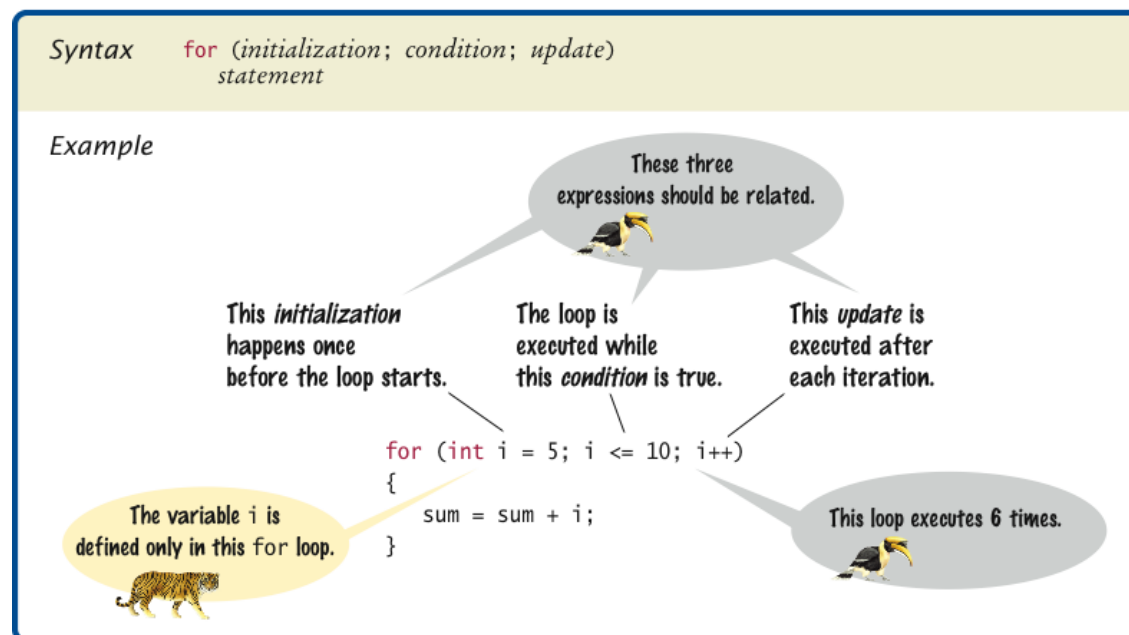 Syntax for (initialization; condition; update)
statement
Example
These three
expressions should be related.
This initialization
happens once
before the loop starts.
The loop is
executed while
this condition is true.
This update is
executed after
each iteration.
for (int i = 5; i <= 10; i++)
{
sum = sum + i;
}
The variable i is
defined only in this for loop.
This loop executes 6 times.